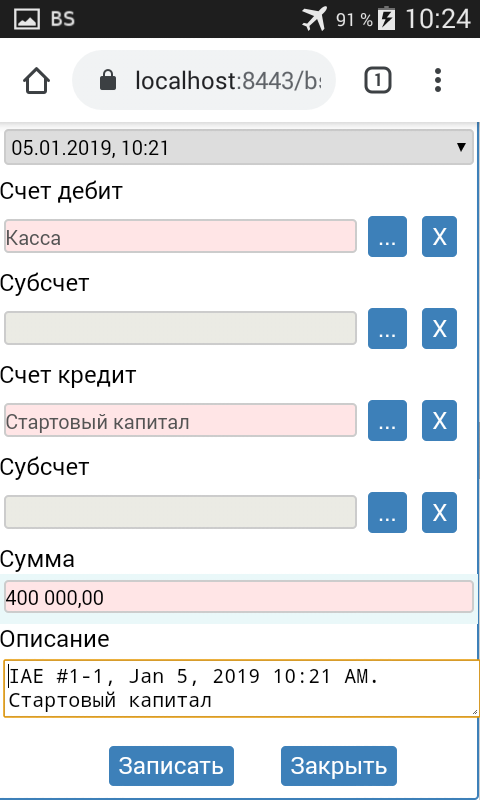 BS 91 % 10:24
localhost:8443/bs
1
05.01.2019, 10:21
Счет дебит
Касса ... X
Субсчет
... X
Счет кредит
Стартовый капитал ... X
Субсчет
... X
Сумма
400 000,00
Описание
IAE #1-1, Jan 5, 2019 10:21 AM.
Стартовый капитал
Записать Закрыть